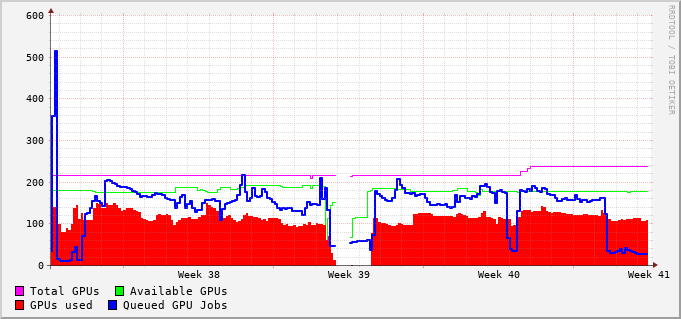 600
500
400
300
200
100
0
Week 38 Week 39 Week 40 Week 41
Total GPUs Available GPUs
GPUs used Queued GPU Jobs
RRDTOOL / TOBI OETIKER